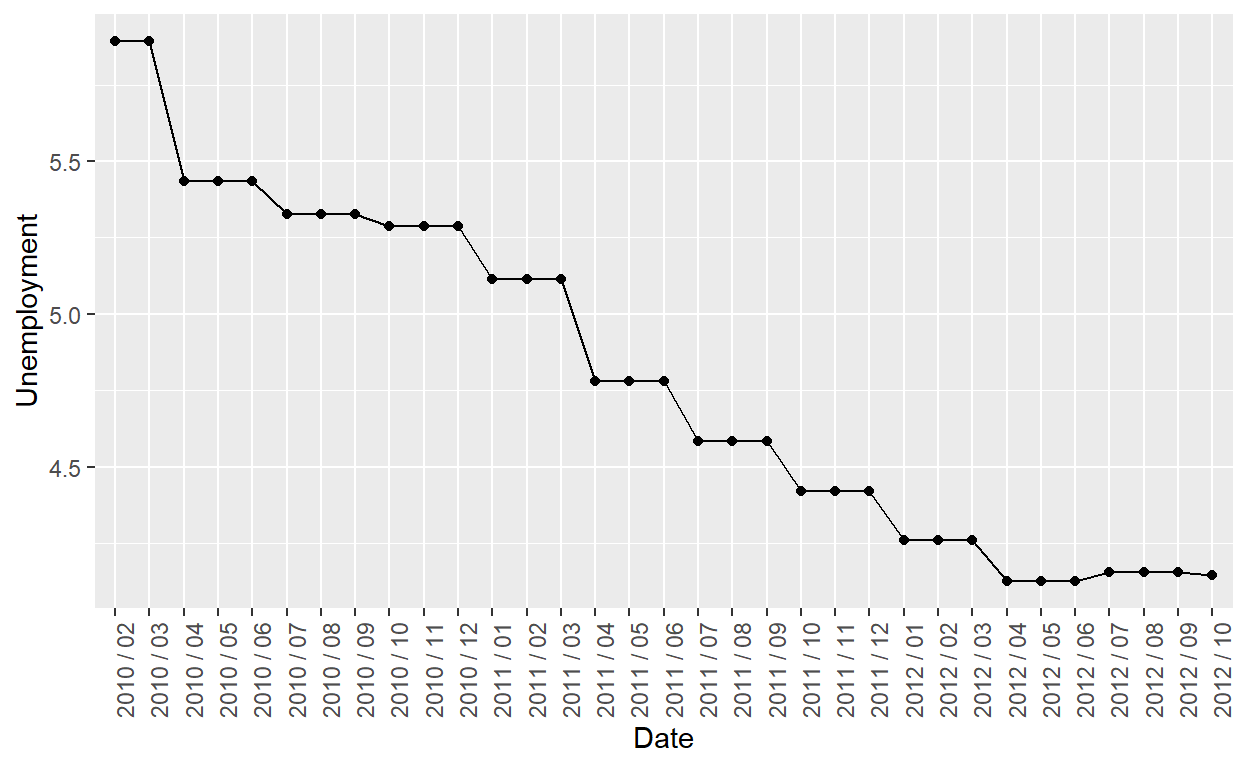 Unemployment
5.5
5.0
4.5
2010 / 02
2010 / 03
2010 / 04
2010 / 05
2010 / 06
2010 / 07
2010 / 08
2010 / 09
2010 / 10
2010 / 11
2010 / 12
2011 / 01
2011 / 02
2011 / 03
2011 / 04
2011 / 05
2011 / 06
2011 / 07
2011 / 08
2011 / 09
2011 / 10
2011 / 11
2011 / 12
2012 / 01
2012 / 02
2012 / 03
2012 / 04
2012 / 05
2012 / 06
2012 / 07
2012 / 08
2012 / 09
2012 / 10
Date